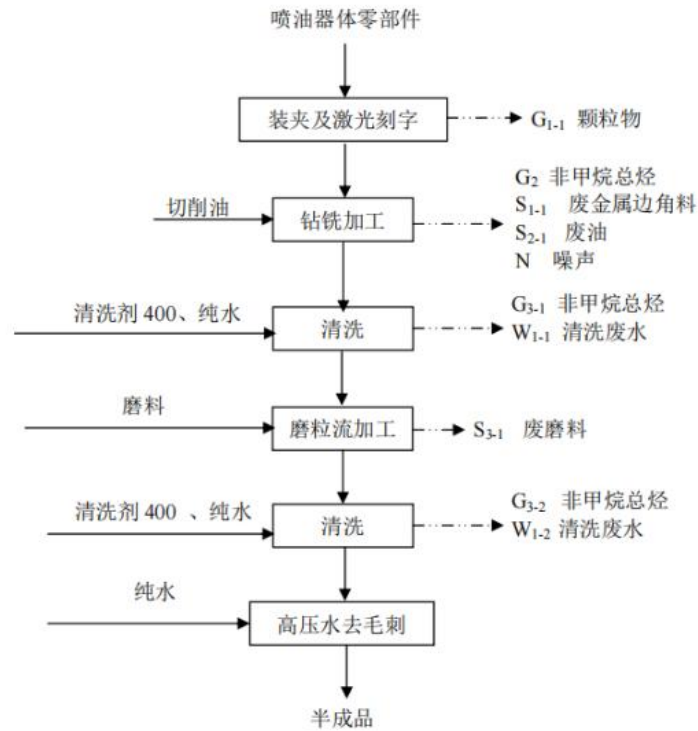 喷油器体零部件
装夹及激光刻字
G1-1 颗粒物
切削油
钻铣加工
G2 非甲烷总烃
S1-1 废金属边角料
S2-1 废油
N 噪声
清洗剂 400、纯水
清洗
G3-1 非甲烷总烃
W1-1 清洗废水
磨料
磨粒流加工
S3-1 废磨料
清洗剂 400 、纯水
清洗
G3-2 非甲烷总烃
W1-2 清洗废水
纯水
高压水去毛刺
半成品